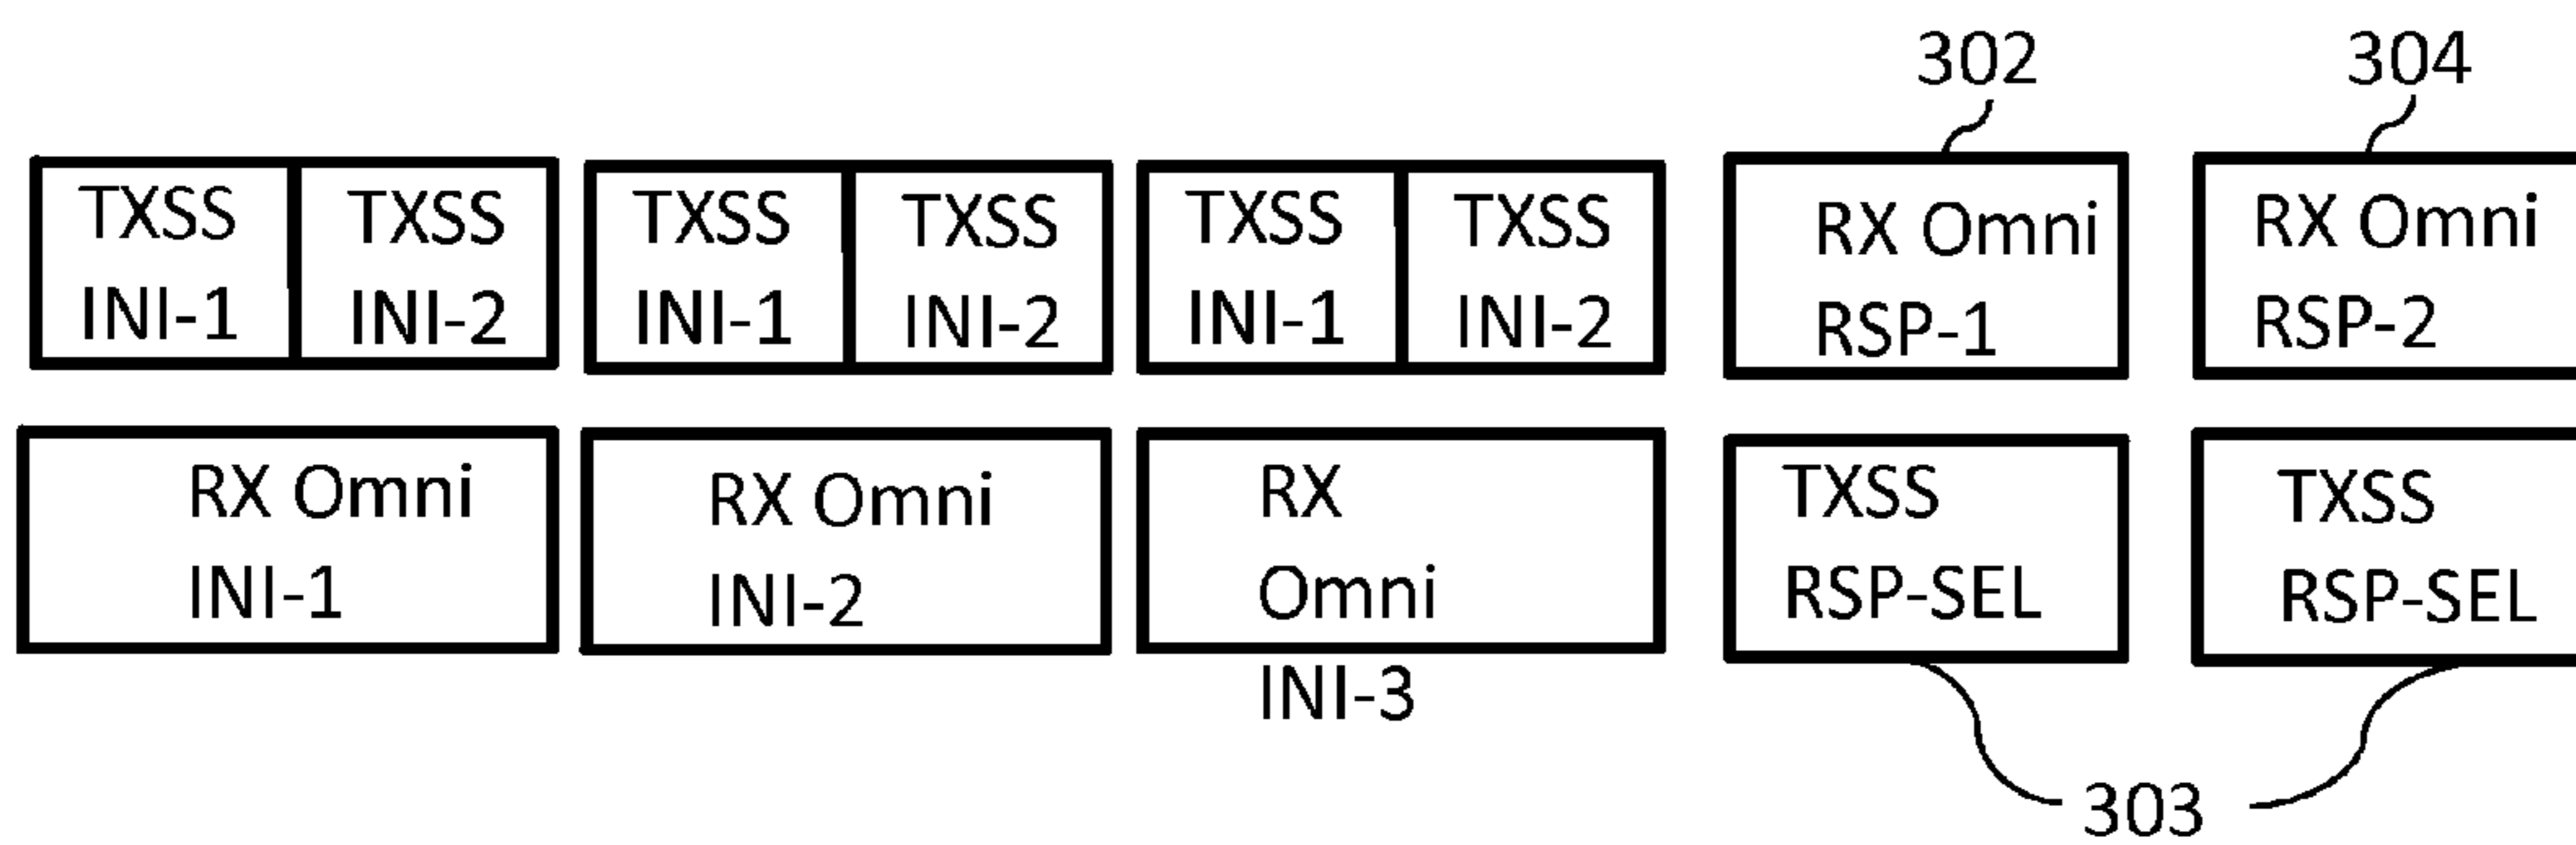 302
304
TXSS
INI-1
TXSS
INI-2
TXSS
INI-1
TXSS
INI-2
TXSS
INI-1
TXSS
INI-2
RX Omni
RSP-1
RX Omni
RSP-2
RX Omni
INI-1
RX Omni
INI-2
RX
Omni
INI-3
TXSS
RSP-SEL
TXSS
RSP-SEL
303